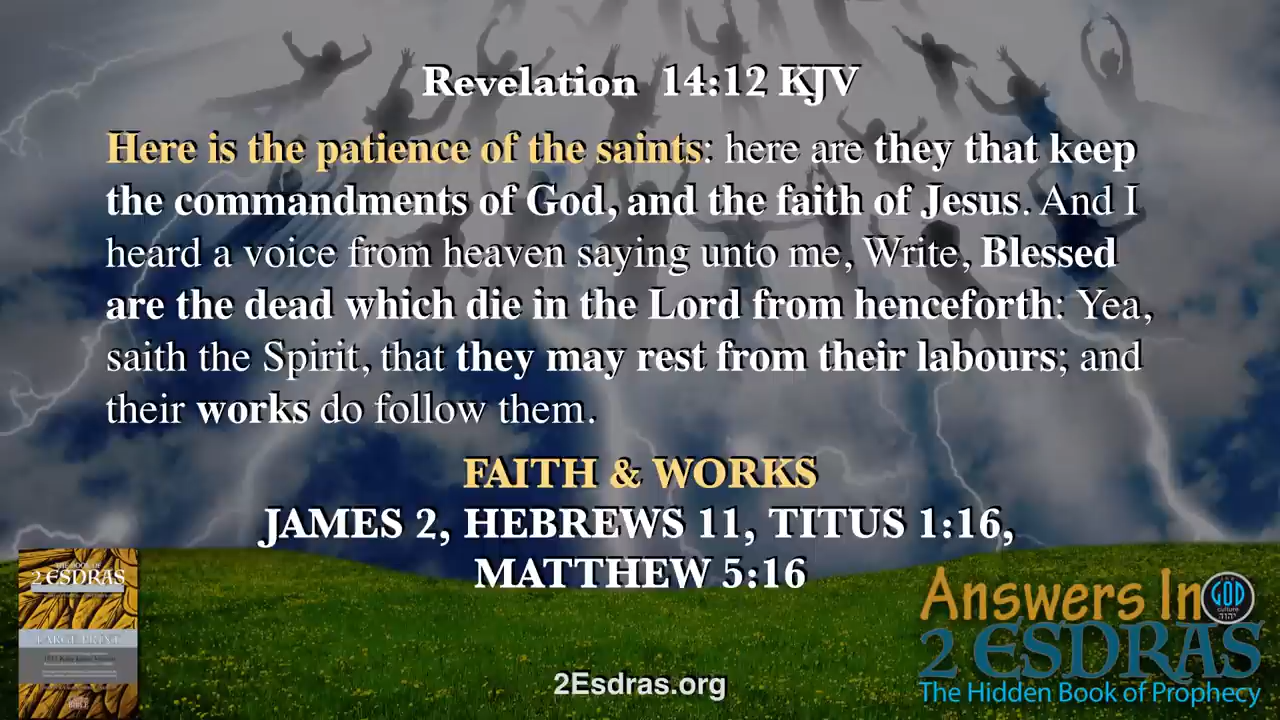 Revelation 14:12 KJV
Here is the patience of the saints: here are they that keep
the commandments of God, and the faith of Jesus. And I
heard a voice from heaven saying unto me, Write, Blessed
are the dead which die in the Lord from henceforth: Yea,
saith the Spirit, that they may rest from their labours; and
their works do follow them.
FAITH & WORKS
JAMES 2, HEBREWS 11, TITUS 1:16,
MATTHEW 5:16
THE BOOK OF
2 ESDRAS
LARGE PRINT
BIBLE
2Esdras.org
Answers In
GOD
culture
יהוה
2 ESDRAS
The Hidden Book of Prophecy